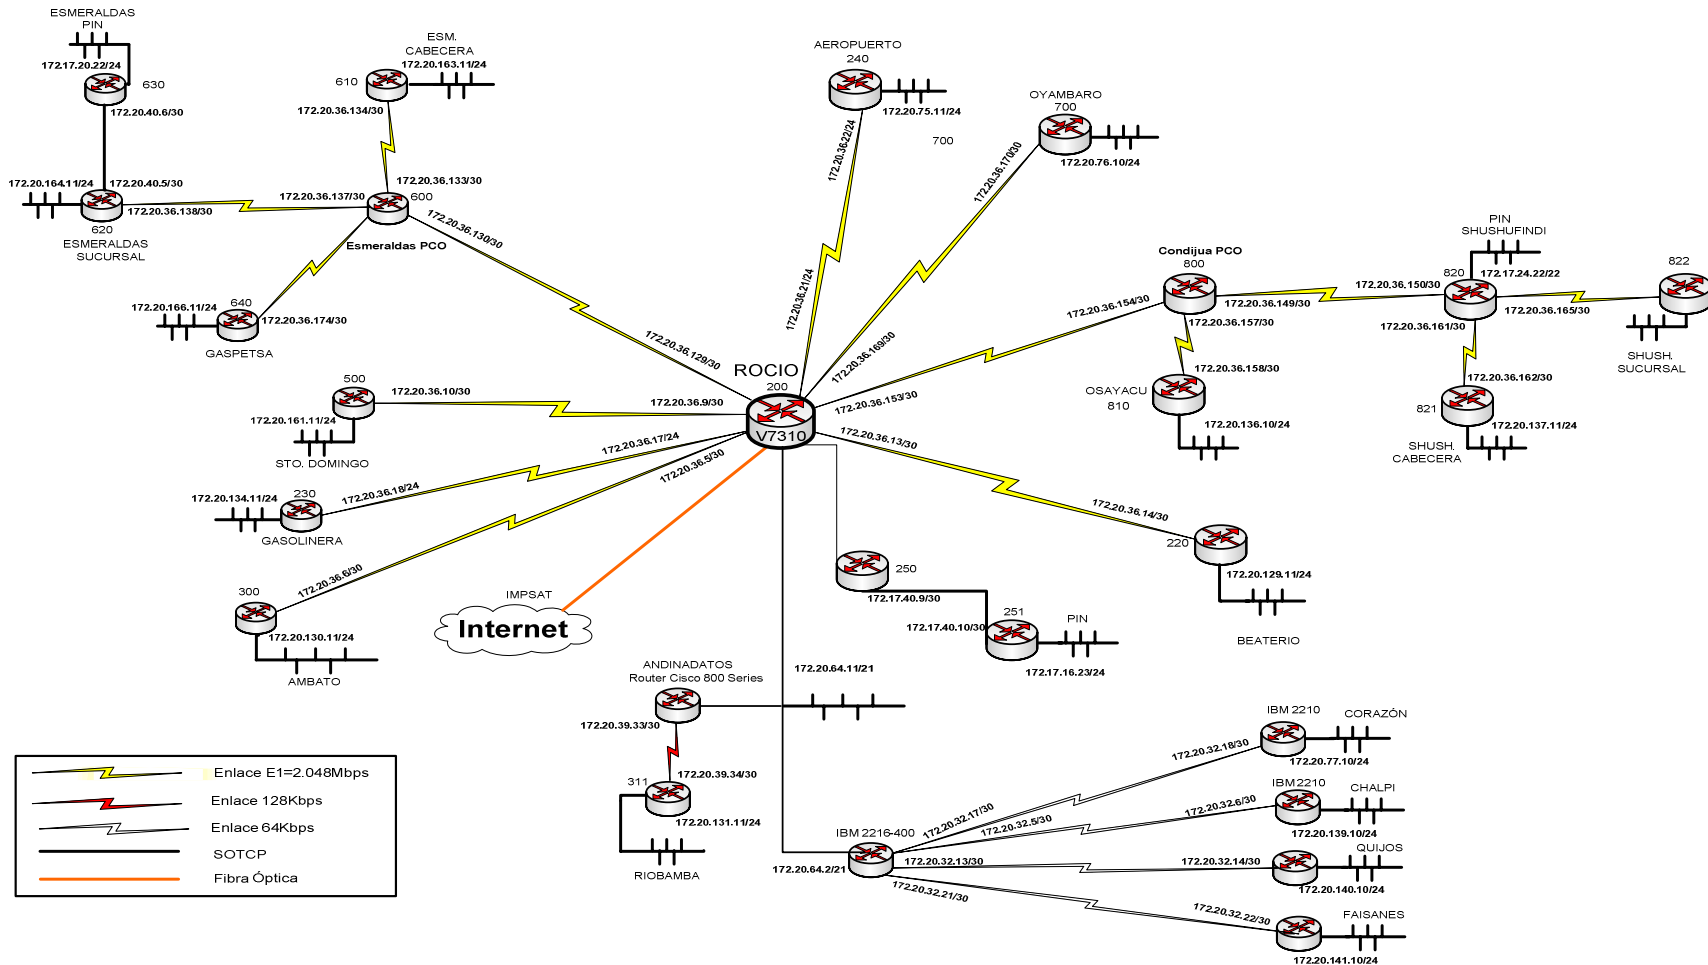 ESMERALDAS
PIN
172.17.20.22/24
630
172.20.40.6/30
ESM.
CABECERA
172.20.163.11/24
610
172.20.36.134/30
172.20.164.11/24
172.20.40.5/30
172.20.36.138/30
620
ESMERALDAS
SUCURSAL
172.20.36.137/30
172.20.36.133/30
600
Esmeraldas PCO
172.20.36.130/30
172.20.36.129/30
640
172.20.166.11/24
172.20.36.174/30
GASPETSA
AEROPUERTO
240
172.20.75.11/24
700
172.20.36-22/24
172.20.36.21/24
OYAMBARO
700
172.20.76.10/24
172.20.36.170/30
172.20.36.169/30
Condijua PCO
800
172.20.36.154/30
172.20.36.153/30
172.20.36.149/30
172.20.36.157/30
172.20.36.158/30
OSAYACU
810
172.20.136.10/24
PIN
SHUSHUFINDI
820
172.17.24.22/22
172.20.36.150/30
172.20.36.161/30
172.20.36.165/30
822
SHUSH.
SUCURSAL
172.20.36.162/30
821
172.20.137.11/24
SHUSH.
CABECERA
ROCIO
200
V7310
500
172.20.36.10/30
172.20.36.9/30
172.20.161.11/24
STO. DOMINGO
172.20.36.17/24
172.20.36.18/24
172.20.134.11/24
230
GASOLINERA
172.20.36.5/30
172.20.36.6/30
300
172.20.130.11/24
AMBATO
IMPSAT
Internet
172.20.36.13/30
172.20.36.14/30
220
172.20.129.11/24
BEATERIO
250
172.17.40.9/30
251
172.17.40.10/30
PIN
172.17.16.23/24
172.20.64.11/21
ANDINADATOS
Router Cisco 800 Series
172.20.39.33/30
172.20.39.34/30
311
172.20.131.11/24
RIOBAMBA
IBM 2216-400
172.20.64.2/21
172.20.32.17/30
172.20.32.5/30
172.20.32.13/30
172.20.32.21/30
IBM 2210
CORAZÓN
172.20.32.18/30
172.20.77.10/24
IBM 2210
CHALPI
172.20.32.6/30
172.20.139.10/24
QUIJOS
172.20.32.14/30
172.20.140.10/24
FAISANES
172.20.32.22/30
172.20.141.10/24
Enlace E1=2.048Mbps
Enlace 128Kbps
Enlace 64Kbps
SOTCP
Fibra Óptica